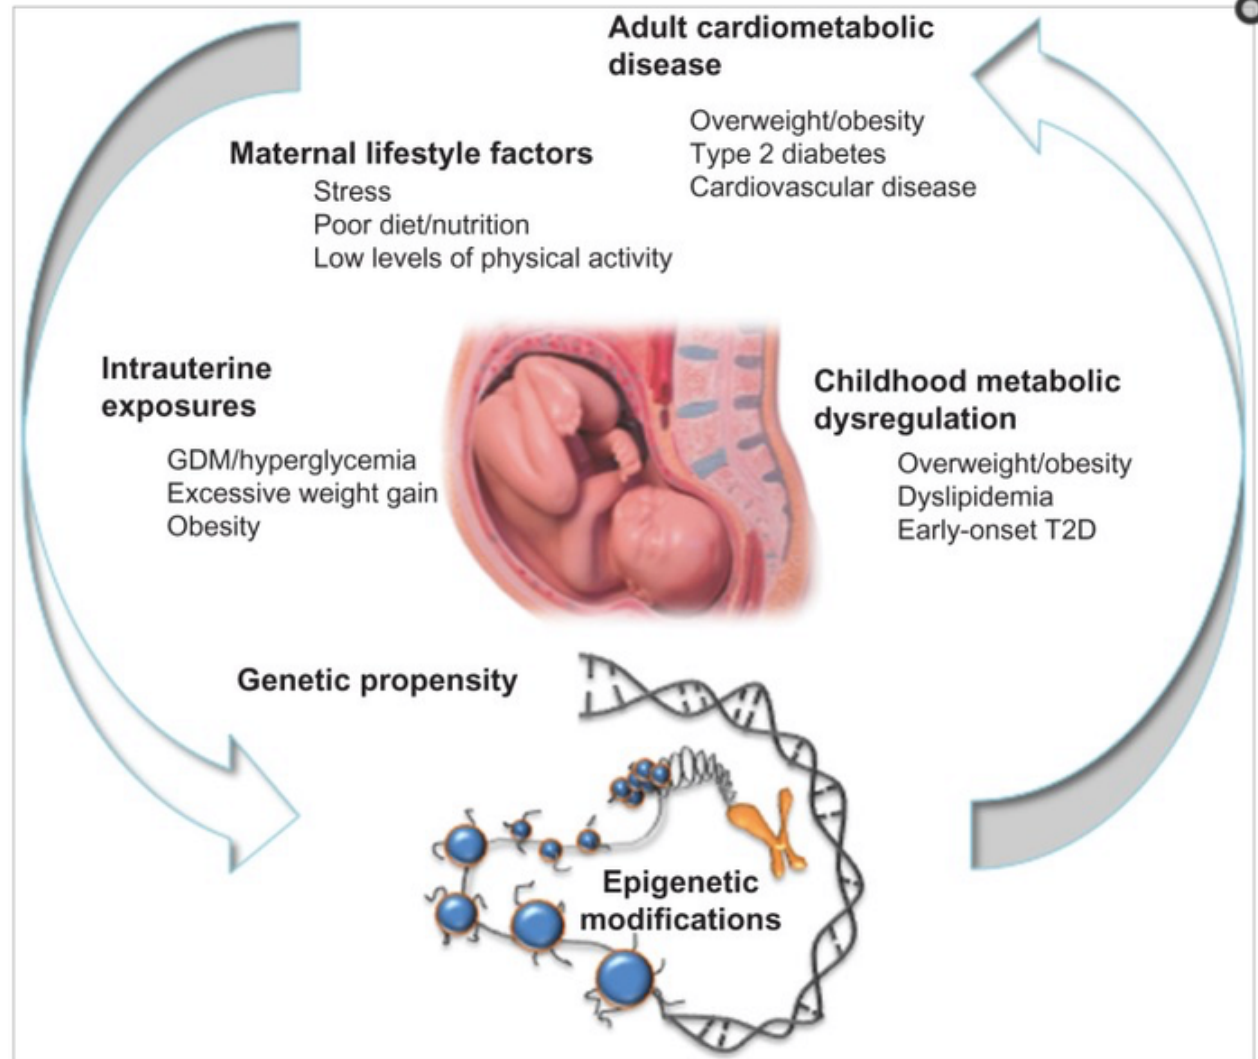 Adult cardiometabolic
disease
Overweight/obesity
Type 2 diabetes
Cardiovascular disease
Maternal lifestyle factors
Stress
Poor diet/nutrition
Low levels of physical activity
Intrauterine
exposures
GDM/hyperglycemia
Excessive weight gain
Obesity
Childhood metabolic
dysregulation
Overweight/obesity
Dyslipidemia
Early-onset T2D
Genetic propensity
Epigenetic
modifications